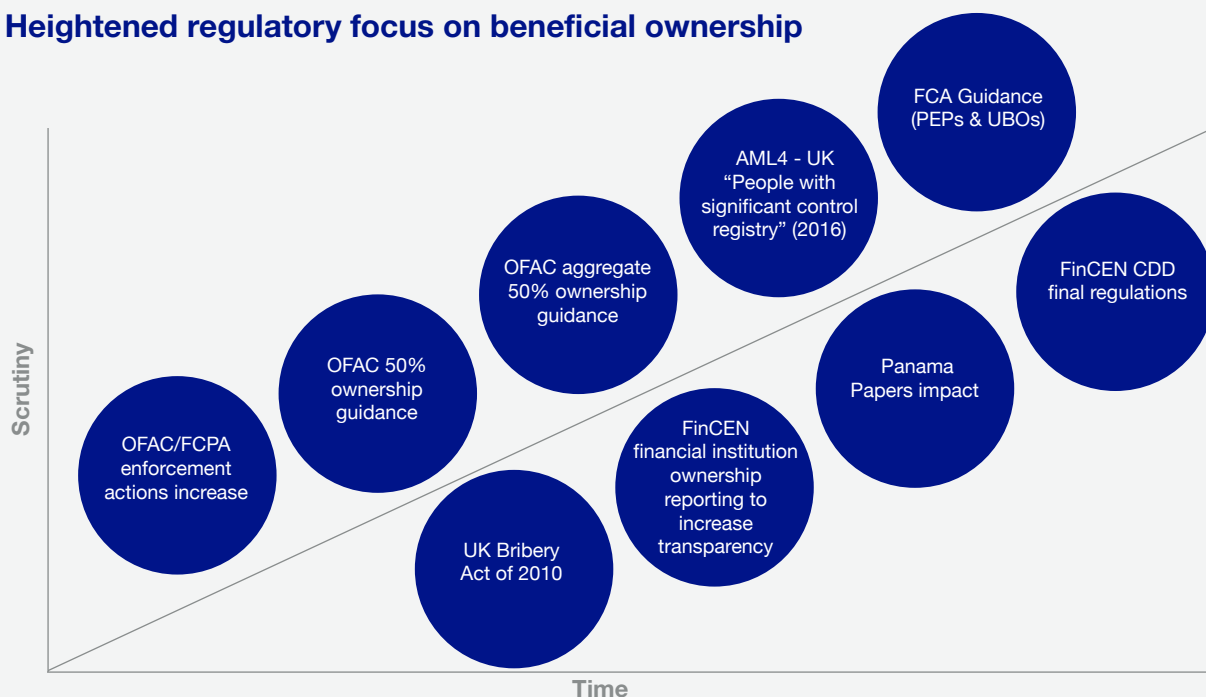 Heightened regulatory focus on beneficial ownership
FCA Guidance
(PEPs & UBOs)
AML4 - UK
“People with
significant control
registry” (2016)
OFAC aggregate
50% ownership
guidance
FinCEN CDD
final regulations
OFAC 50%
ownership
guidance
Panama
Papers impact
OFAC/FCPA
enforcement
actions increase
FinCEN
financial institution
ownership
reporting to
increase
transparency
UK Bribery
Act of 2010
Scrutiny
Time